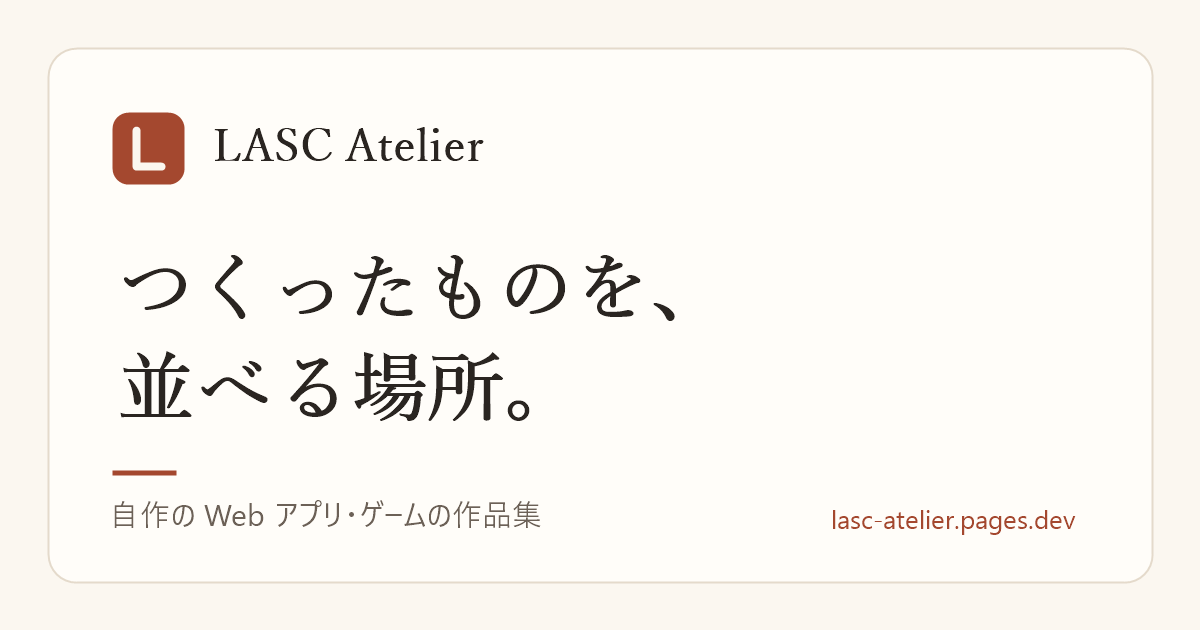 L LASC Atelier
つくったものを、
並べる場所。
自作の Web アプリ・ゲームの作品集
lasc-atelier.pages.dev